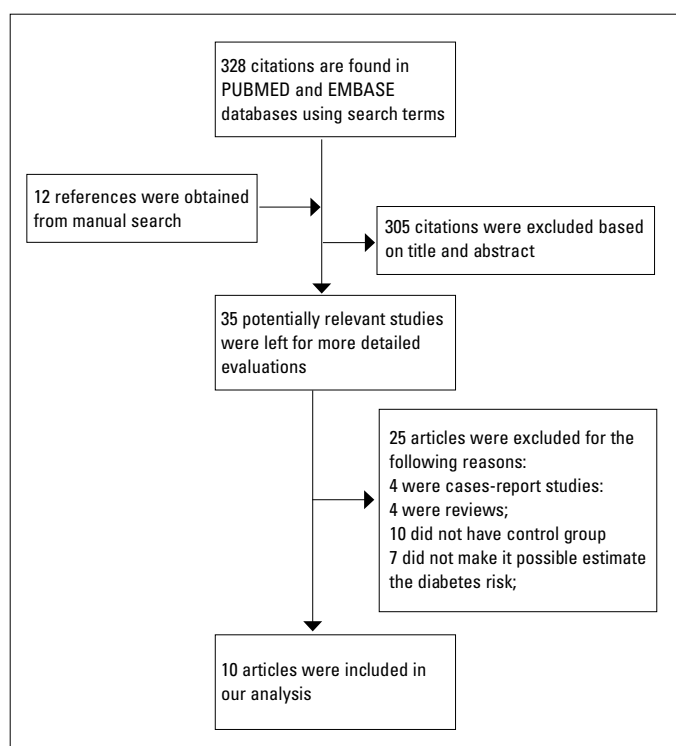 328 citations are found in
PUBMED and EMBASE
databases using search terms
12 references were obtained
from manual search
305 citations were excluded based
on title and abstract
35 potentially relevant studies
were left for more detailed
evaluations
25 articles were excluded for the
following reasons:
4 were cases-report studies:
4 were reviews;
10 did not have control group
7 did not make it possible estimate
the diabetes risk;
10 articles were included in
our analysis